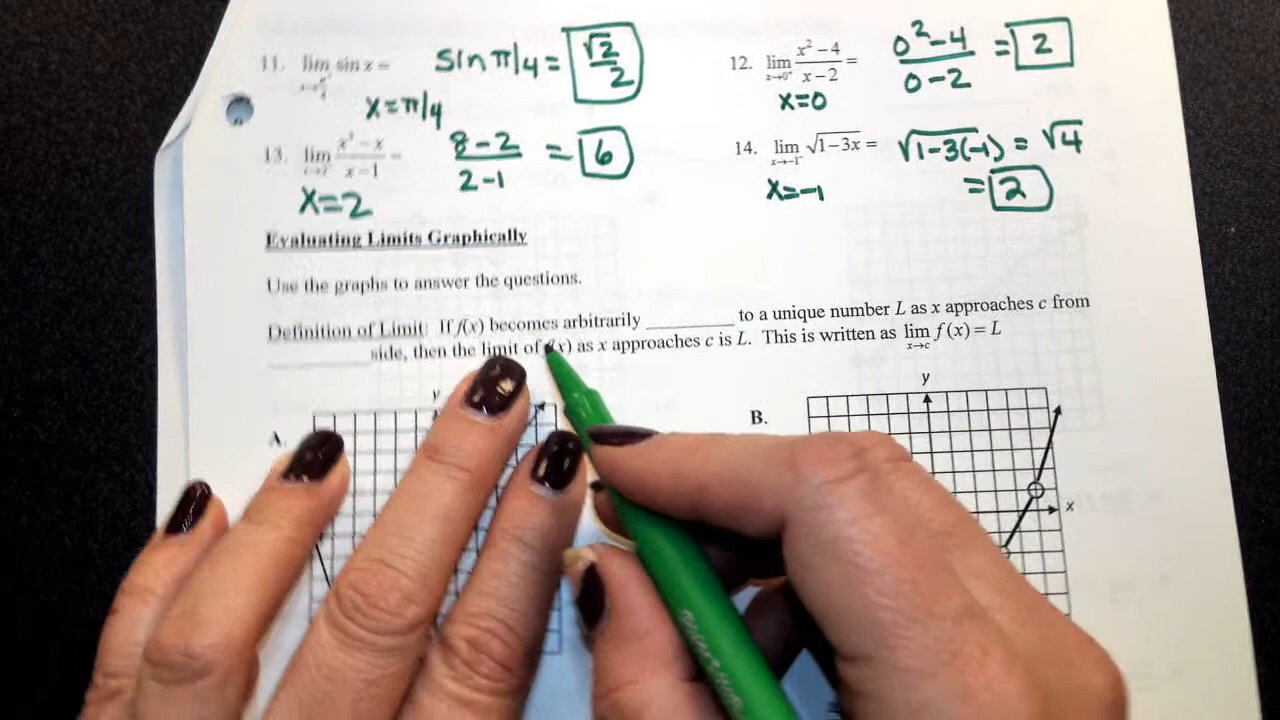 11. lim sin x = sin π/4 = √2/2
x = π/4
12. lim x→0⁺ x² − 4 / x − 2 = 0² − 4 / 0 − 2 = 2
x = 0
13. lim x³ − x / x − 1 = 8 − 2 / 2 − 1 = 6
x = 2
14. lim x→−1⁻ √1 − 3x = √1 − 3(−1) = √4
x = −1 = 2
Evaluating Limits Graphically
Use the graphs to answer the questions.
Definition of Limit: If f(x) becomes arbitrarily __________ to a unique number L as x approaches c from
____________ side, then the limit of f(x) as x approaches c is L. This is written as lim x→c f(x) = L
A.
y
B.
y
x